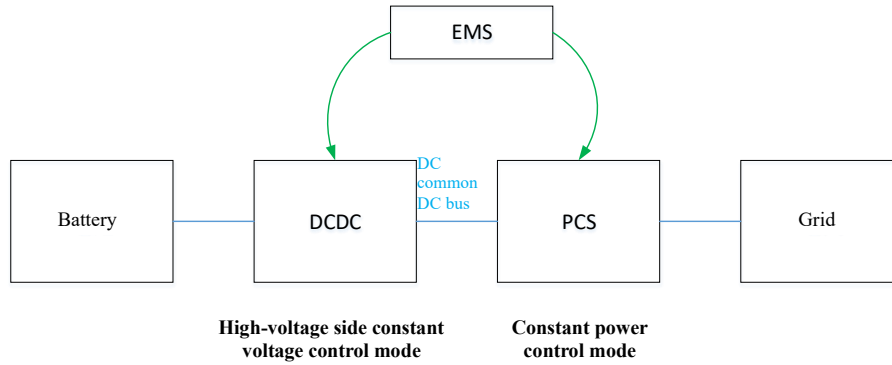 EMS
DC
common
DC bus
Battery
DCDC
PCS
Grid
High-voltage side constant
voltage control mode
Constant power
control mode